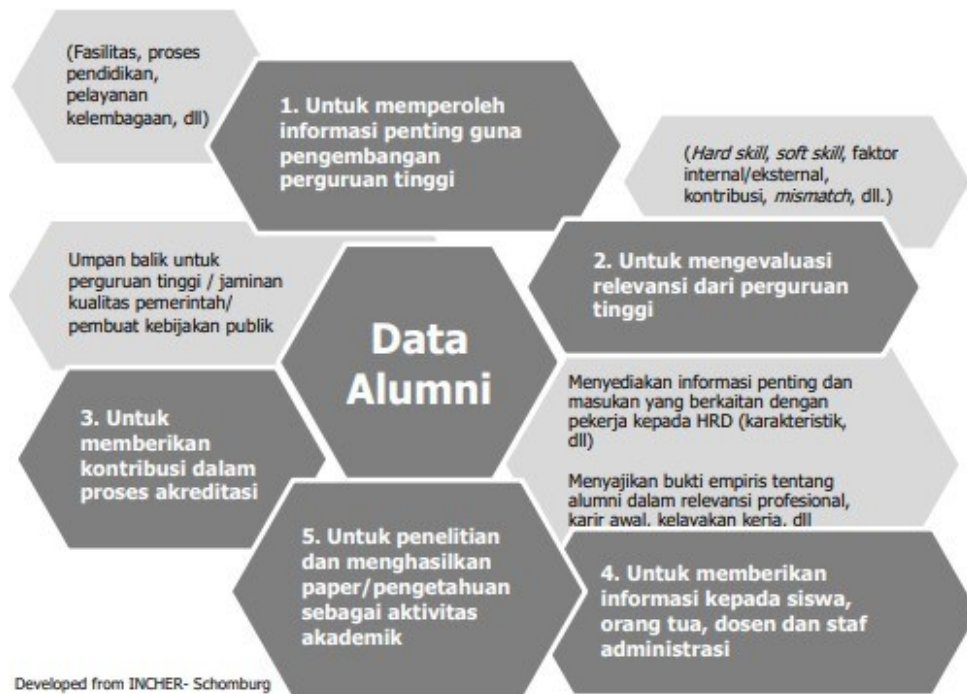 (Fasilitas, proses
pendidikan,
pelayanan
kelembagaan, dll)
1. Untuk memperoleh
informasi penting guna
pengembangan
perguruan tinggi
(Hard skill, soft skill, faktor
internal/eksternal,
kontribusi, mismatch, dll.)
Umpan balik untuk
perguruan tinggi / jaminan
kualitas pemerintah/
pembuat kebijakan publik
2. Untuk mengevaluasi
relevansi dari perguruan
tinggi
Data
Alumni
Menyediakan informasi penting dan
masukan yang berkaitan dengan
pekerja kepada HRD (karakteristik,
dll)
Menyajikan bukti empiris tentang
alumni dalam relevansi profesional,
karir awal, kelayakan kerja, dll
3. Untuk
memberikan
kontribusi dalam
proses akreditasi
5. Untuk penelitian
dan menghasilkan
paper/pengetahuan
sebagai aktivitas
akademik
4. Untuk memberikan
informasi kepada siswa,
orang tua, dosen dan staf
administrasi
Developed from INCHER- Schomburg